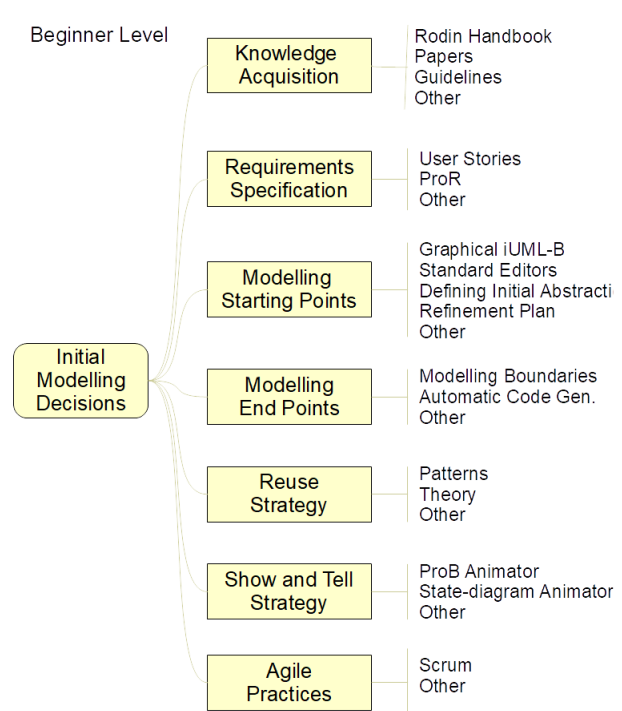 Beginner Level
Knowledge
Acquisition
Rodin Handbook
Papers
Guidelines
Other
Requirements
Specification
User Stories
ProR
Other
Modelling
Starting Points
Graphical iUML-B
Standard Editors
Defining Initial Abstracti
Refinement Plan
Other
Initial
Modelling
Decisions
Modelling
End Points
Modelling Boundaries
Automatic Code Gen.
Other
Reuse
Strategy
Patterns
Theory
Other
Show and Tell
Strategy
ProB Animator
State-diagram Animator
Other
Agile
Practices
Scrum
Other